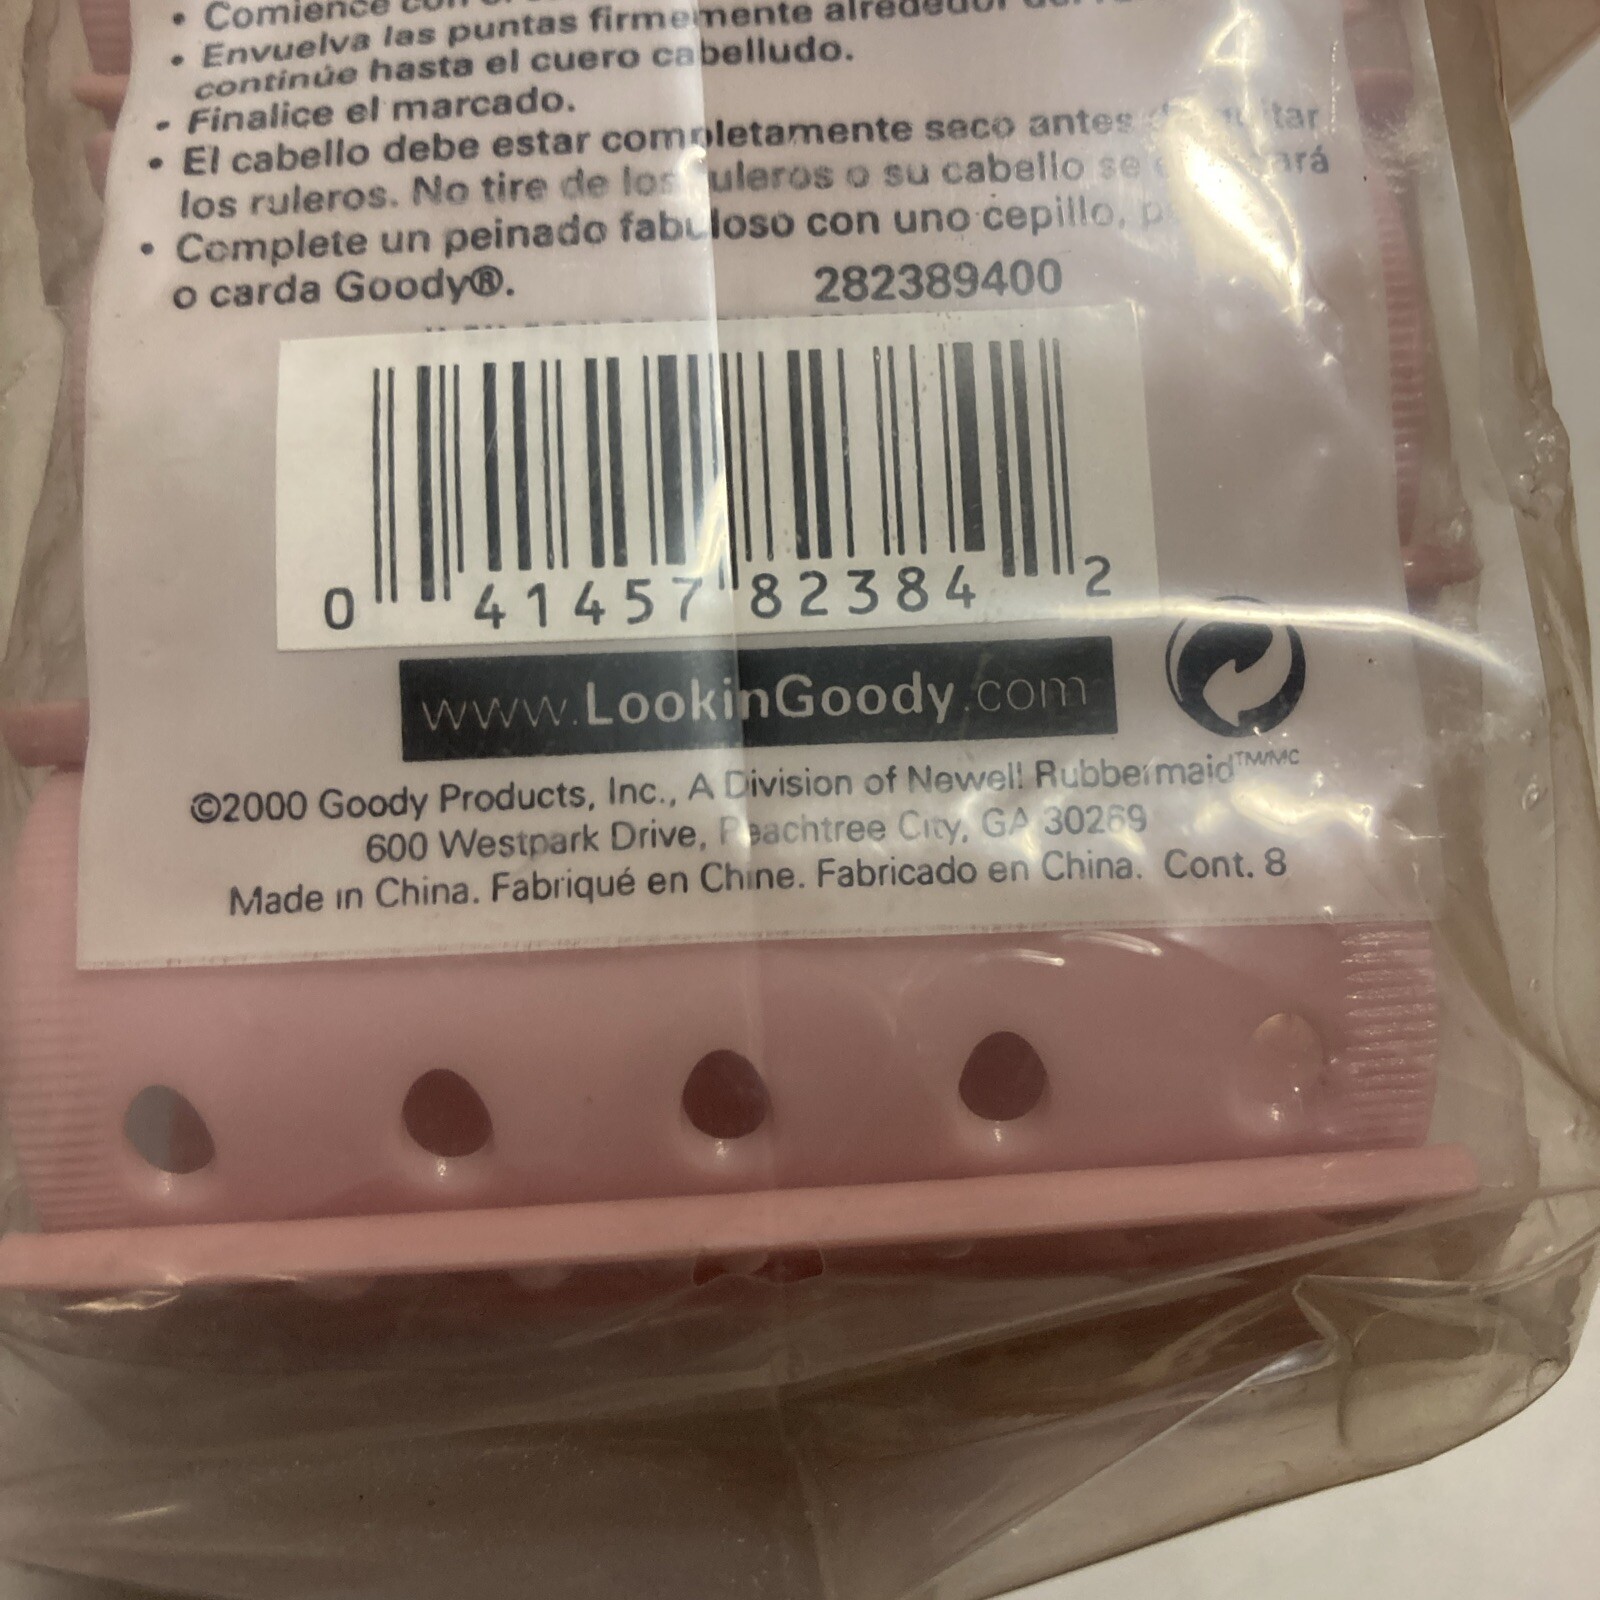 • Comience con
• Envuelva las puntas firmemente alrededor
continúe hasta el cuero cabelludo.
• Finalice el marcado.
• El cabello debe estar completamente seco antes
los ruleros. No tire de los ruleros o su cabello se
• Complete un peinado fabuloso con uno cepillo,
o carda Goody®. 282389400
0 41457 82384 2
www.LookinGoody.com
©2000 Goody Products, Inc., A Division of Newell Rubbermaid™/MC
600 Westpark Drive, Peachtree City, GA 30269
Made in China. Fabriqué en Chine. Fabricado en China. Cont. 8